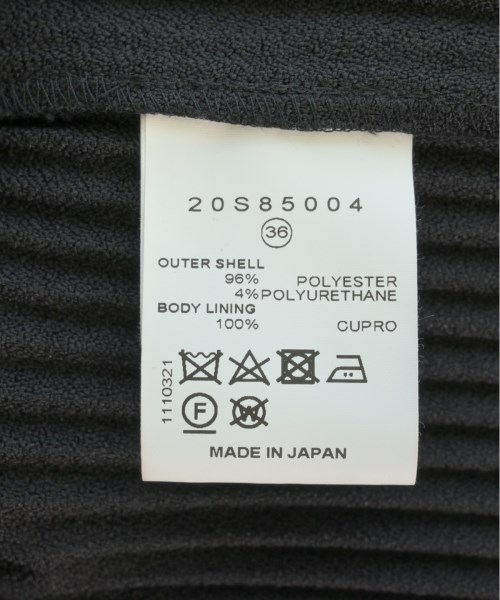 20S85004
36
OUTER SHELL
96% POLYESTER
4% POLYURETHANE
BODY LINING
100% CUPRO
1110321
F W
MADE IN JAPAN